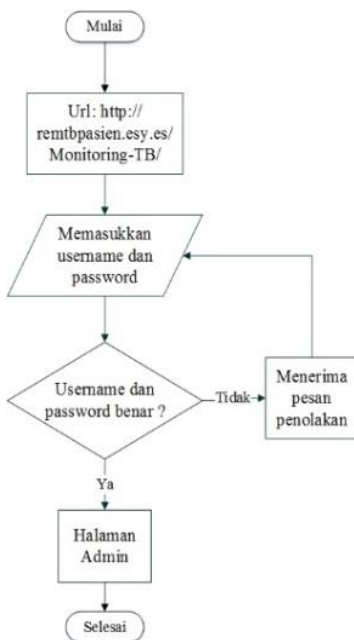 Mulai
Url: http://
remtbpasien.esy.es/
Monitoring-TB/
Memasukkan
username dan
password
Username dan
password benar ?
Tidak
Menerima
pesan
penolakan
Ya
Halaman
Admin
Selesai